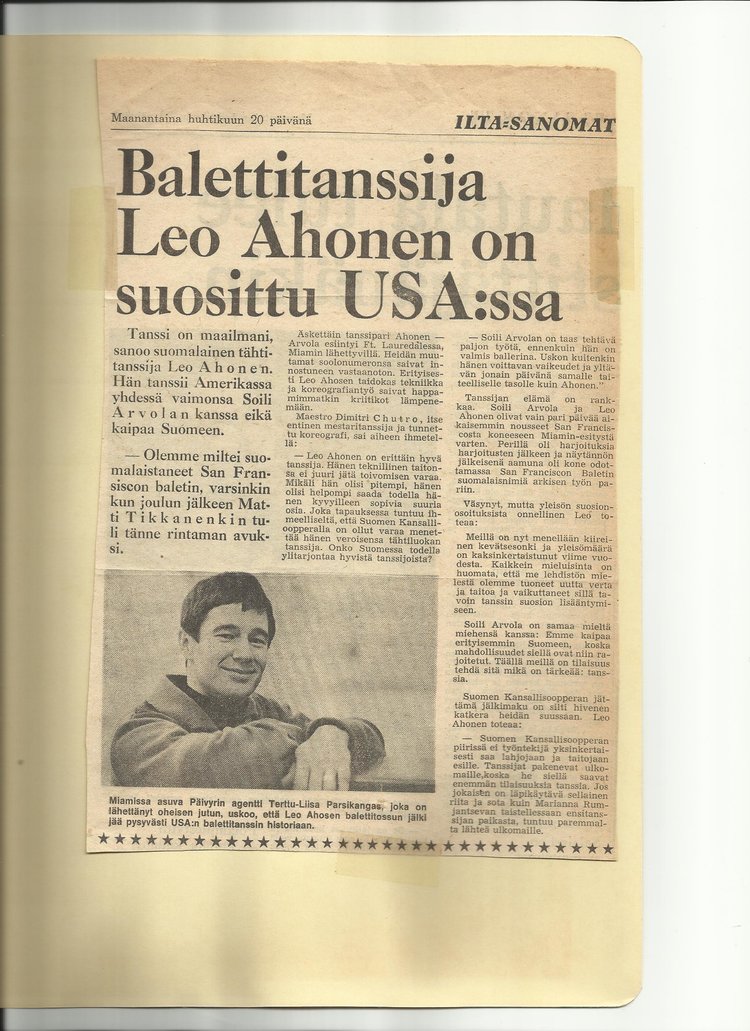 Maanantaina huhtikuun 20 päivänä
ILTA-SANOMAT
Balettitanssija
Leo Ahonen on
suosittu USA:ssa
Tanssi on maailmani,
sanoo suomalainen tähti-
tanssija Leo Ahonen.
Hän tanssii Amerikassa
yhdessä vaimonsa Soili
Arvolan kanssa eikä
kaipaa Suomeen.
— Olemme miltei suo-
malaistaneet San Fran-
siscon baletin, varsinkin
kun joulun jälkeen Mat-
ti Tikkanenkin tu-
li tänne rintaman avuk-
si.
Äskettäin tanssipari Ahonen —
Arvola esiintyi Ft. Lauredalessa,
Miamin lähettyvillä. Heidän muu-
tamat soolonumeronsa saivat in-
nostuneen vastaanoton. Erityises-
ti Leo Ahosen taidokas tekniikka
ja koreografiantyö saivat happa-
mimmatkin kriitikot lämpene-
mään.
Maestro Dimitri Chutro, itse
entinen mestaritanssija ja tunnet-
tu koreografi, sai aiheen ihmetel-
lä:
— Leo Ahonen on erittäin hyvä
tanssija. Hänen teknillinen taiton-
sa ei juuri jätä toivomisen varaa.
Mikäli hän olisi pitempi, hänen
olisi helpompi saada todella hä-
nen kyvyilleen sopivia suuria
osia. Joka tapauksessa tuntuu ih-
meelliseltä, että Suomen Kansalli-
oopperalla on ollut varaa menet-
tää hänen veroisensa tähtiluokan
tanssija. Onko Suomessa todella
ylitarjontaa hyvistä tanssijoista?
Miamissa asuva Päivyrin agentti Terttu-Liisa Parsikangas, joka on
lähettänyt oheisen jutun, uskoo, että Leo Ahosen balettitossun jälki
jää pysyvästi USA:n balettitanssin historiaan.
— Soili Arvolan on taas tehtävä
paljon työtä, ennenkuin hän on
valmis ballerina. Uskon kuitenkin
hänen voittavan vaikeudet ja yltä-
vän jonain päivänä samalle tai-
teelliselle tasolle kuin Ahonen."
Tanssijan elämä on rank-
kaa. Soili Arvola ja Leo
Ahonen olivat vain pari päivää ai-
kaisemmin nousseet San Francis-
costa koneeseen Miamin-esitystä
varten. Perillä oli harjoituksia
harjoitusten jälkeen ja näytännön
jälkeisenä aamuna oli kone odot-
tamassa San Franciscon Baletin
suomalaisnimiä arkisen työn pa-
riin.
Väsynyt, mutta yleisön suosion-
osoituksista onnellinen Leo to-
teaa:
Meillä on nyt menellään kiirei-
nen kevätsesonki ja yleisömäärä
on kaksinkertaistunut viime vuo-
desta. Kaikkein mieluisinta on
huomata, että me lehdistön mie-
lestä olemme tuoneet uutta verta
ja taitoa ja vaikuttaneet sillä ta-
voin tanssin suosion lisääntymi-
seen.
Soili Arvola on samaa mieltä
miehensä kanssa: Emme kaipaa
erityisemmin Suomeen, koska
mahdollisuudet siellä ovat niin ra-
joitetut. Täällä meillä on tilaisuus
tehdä sitä mikä on tärkeää: tans-
sia.
Suomen Kansallisoopperan jät-
tämä jälkimaku on silti hivenen
katkera heidän suussaan. Leo
Ahonen toteaa:
— Suomen Kansallisoopperan
piirissä ei työntekijä yksinkertai-
sesti saa lahjojaan ja taitojaan
esille. Tanssijat pakenevat ulko-
maille,koska he siellä saavat
enemmän tilaisuuksia tanssia. Jos
jokaisen on läpikäytävä sellainen
riita ja sota kuin Marianna Rum-
jantsevan taistellessaan ensitans-
sijan paikasta, tuntuu paremmal-
ta lähteä ulkomaille.